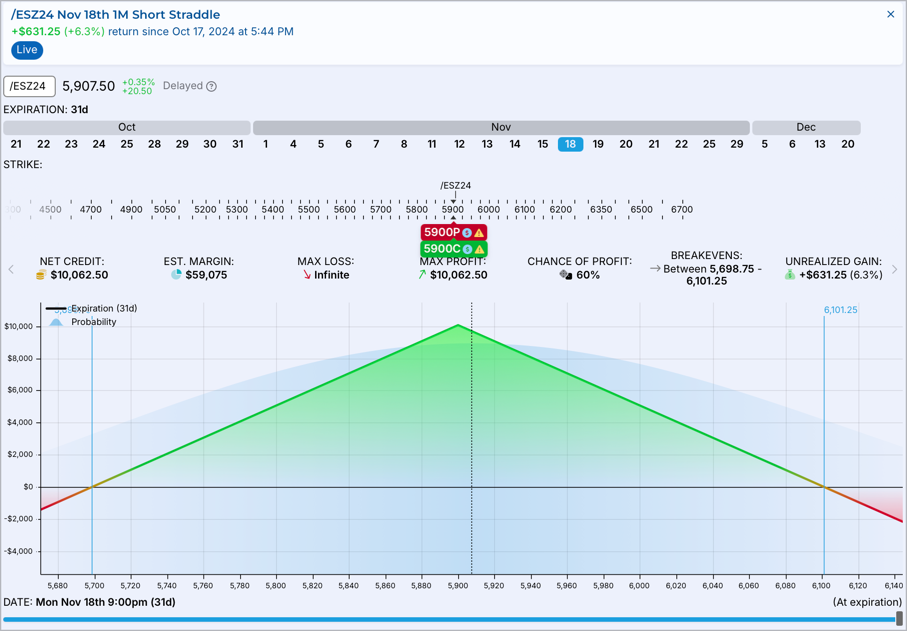 /ESZ24 Nov 18th 1M Short Straddle
+$631.25 (+6.3%) return since Oct 17, 2024 at 5:44 PM
Live
/ESZ24 5,907.50 +0.35% +20.50 Delayed ?
EXPIRATION: 31d
Oct Nov Dec
21 22 23 24 25 28 29 30 31 1 4 5 6 7 8 11 12 13 14 15 18 19 20 21 22 25 29 5 6 13 20
STRIKE:
/ESZ24
4500 4700 4900 5050 5200 5300 5400 5500 5600 5700 5800 5900 6000 6100 6200 6350 6500 6700
5900P $
5900C $
NET CREDIT: EST. MARGIN: MAX LOSS: MAX PROFIT: CHANCE OF PROFIT: BREAKEVENS: UNREALIZED GAIN:
$10,062.50 $59,075 Infinite $10,062.50 60% Between 5,698.75 - +$631.25 (6.3%)
6,101.25
Expiration (31d) 6,101.25
Probability
$10,000
$8,000
$6,000
$4,000
$2,000
$0
-$2,000
-$4,000
5,680 5,700 5,720 5,740 5,760 5,780 5,800 5,820 5,840 5,860 5,880 5,900 5,920 5,940 5,960 5,980 6,000 6,020 6,040 6,060 6,080 6,100 6,120 6,140
DATE: Mon Nov 18th 9:00pm (31d) (At expiration)